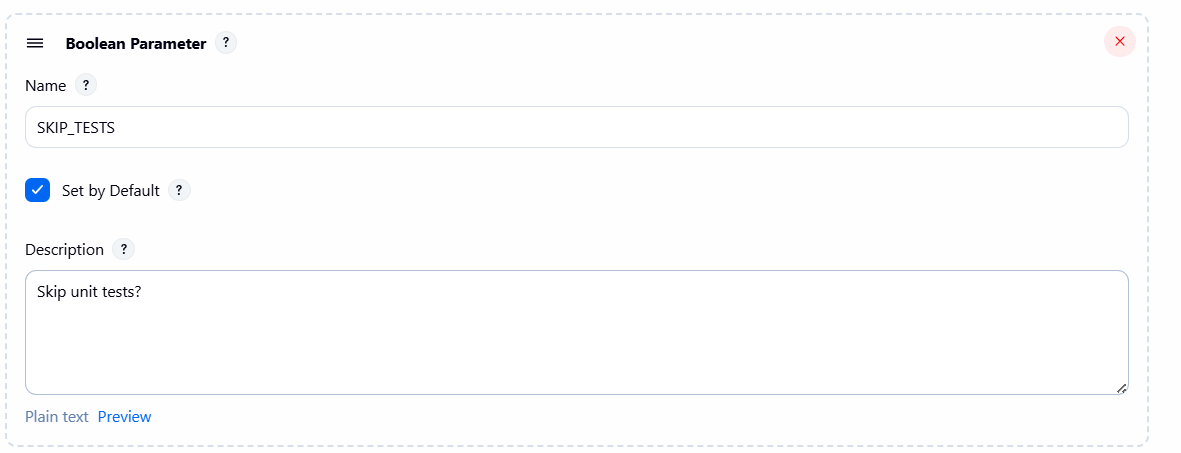 Boolean Parameter ?
Name ?
SKIP_TESTS
Set by Default ?
Description ?
Skip unit tests?
Plain text Preview